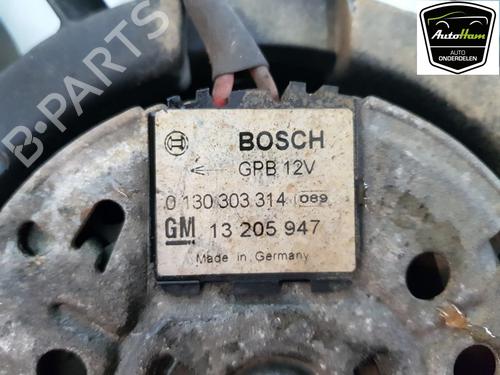 AutoHam
AUTO
ONDERDELEN
BOSCH
GPB 12V
0 130 303 314 089
GM 13 205 947
Made in Germany
B-PARTS